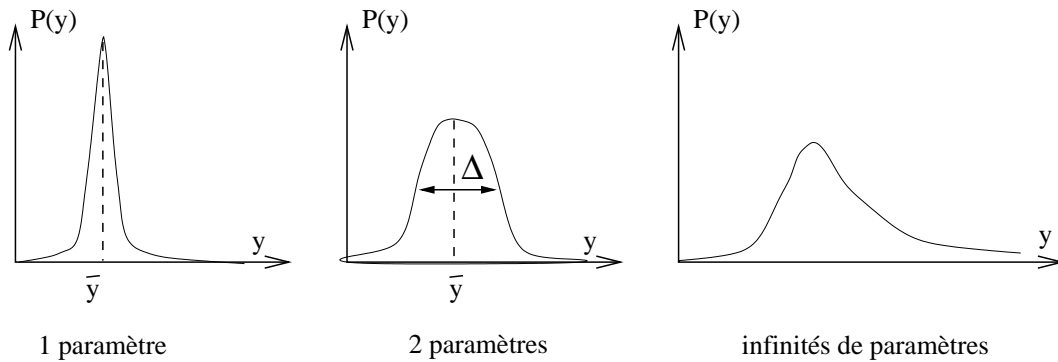 P(y)
y
ȳ
1 paramètre
P(y)
Δ
y
ȳ
2 paramètres
P(y)
y
infinités de paramètres